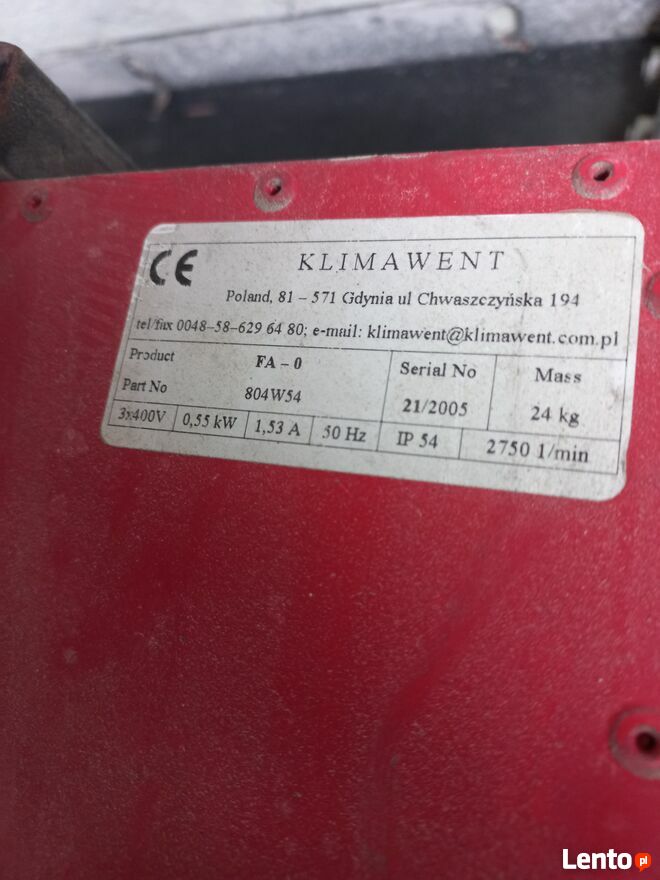 CE KLIMAWENT
Poland, 81 – 571 Gdynia ul Chwaszczyńska 194
tel/fax 0048–58–629 64 80; e-mail: klimawent@klimawent.com.pl
Product FA – 0 Serial No Mass
Part No 804W54 21/2005 24 kg
3x400V 0,55 kW 1,53 A 50 Hz IP 54 2750 1/min
Lento.pl